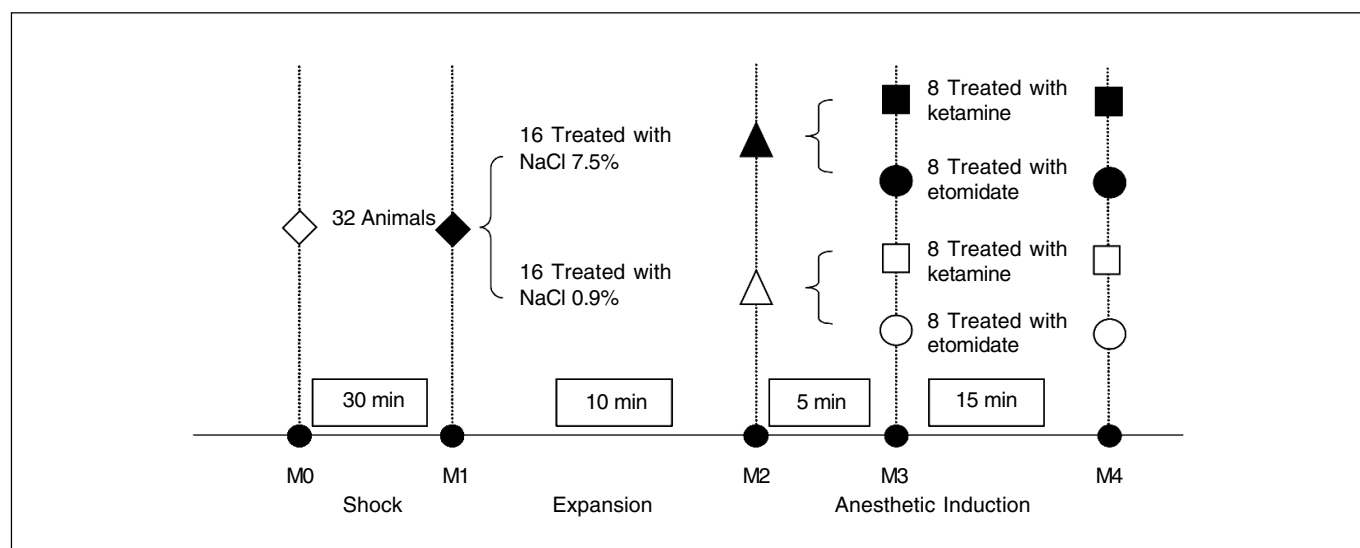 8 Treated with
ketamine
16 Treated with
NaCl 7.5%
8 Treated with
etomidate
32 Animals
8 Treated with
ketamine
16 Treated with
NaCl 0.9%
8 Treated with
etomidate
30 min
10 min
5 min
15 min
M0
M1
M2
M3
M4
Shock
Expansion
Anesthetic Induction